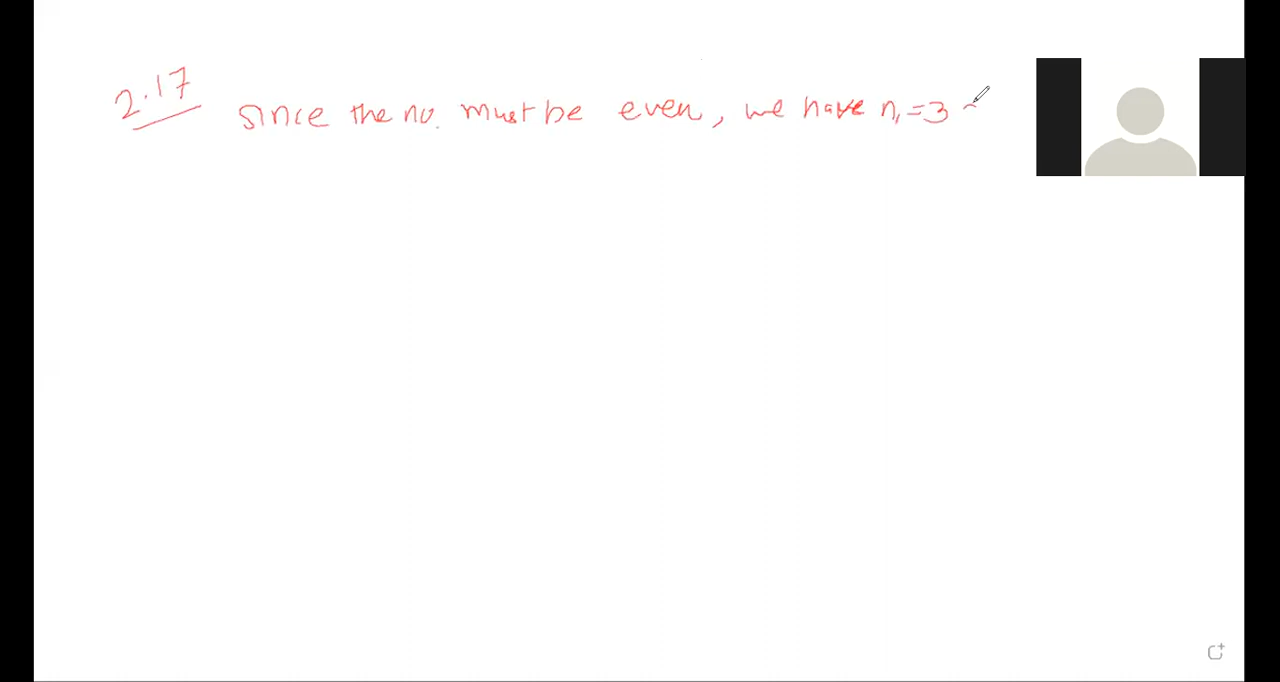 2.17
since the no. must be even, we have n₁ = 3